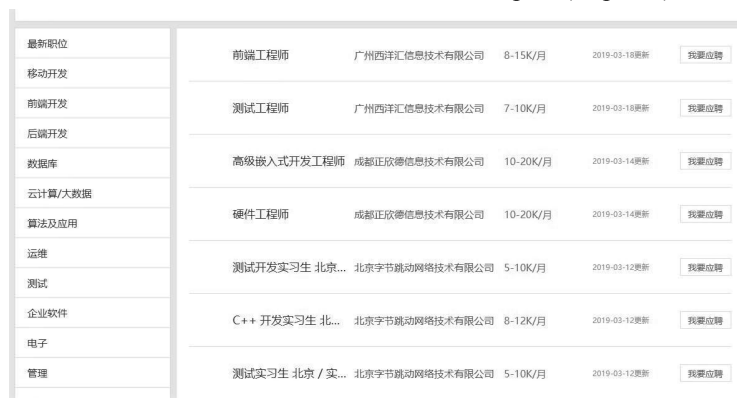 最新职位
移动开发
前端开发
后端开发
数据库
云计算/大数据
算法及应用
运维
测试
企业软件
电子
管理
前端工程师 广州西洋汇信息技术有限公司 8-15K/月 2019-03-18更新 我要应聘
测试工程师 广州西洋汇信息技术有限公司 7-10K/月 2019-03-18更新 我要应聘
高级嵌入式开发工程师 成都正欣德信息技术有限公司 10-20K/月 2019-03-14更新 我要应聘
硬件工程师 成都正欣德信息技术有限公司 10-20K/月 2019-03-14更新 我要应聘
测试开发实习生 北京... 北京字节跳动网络技术有限公司 5-10K/月 2019-03-12更新 我要应聘
C++ 开发实习生 北... 北京字节跳动网络技术有限公司 8-12K/月 2019-03-12更新 我要应聘
测试实习生 北京 / 实... 北京字节跳动网络技术有限公司 5-10K/月 2019-03-12更新 我要应聘